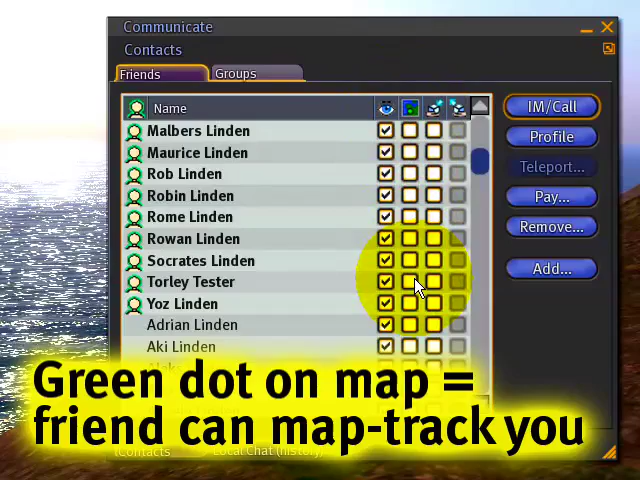 Communicate
Contacts
Friends
Groups
Name
IM/Call
Malbers Linden
Profile
Maurice Linden
Teleport...
Rob Linden
Robin Linden
Pay...
Rome Linden
Remove...
Rowan Linden
Socrates Linden
Add...
Torley Tester
Yoz Linden
Adrian Linden
Aki Linden
Green dot on map =
friend can map-track you
Contacts
Local Chat (history)